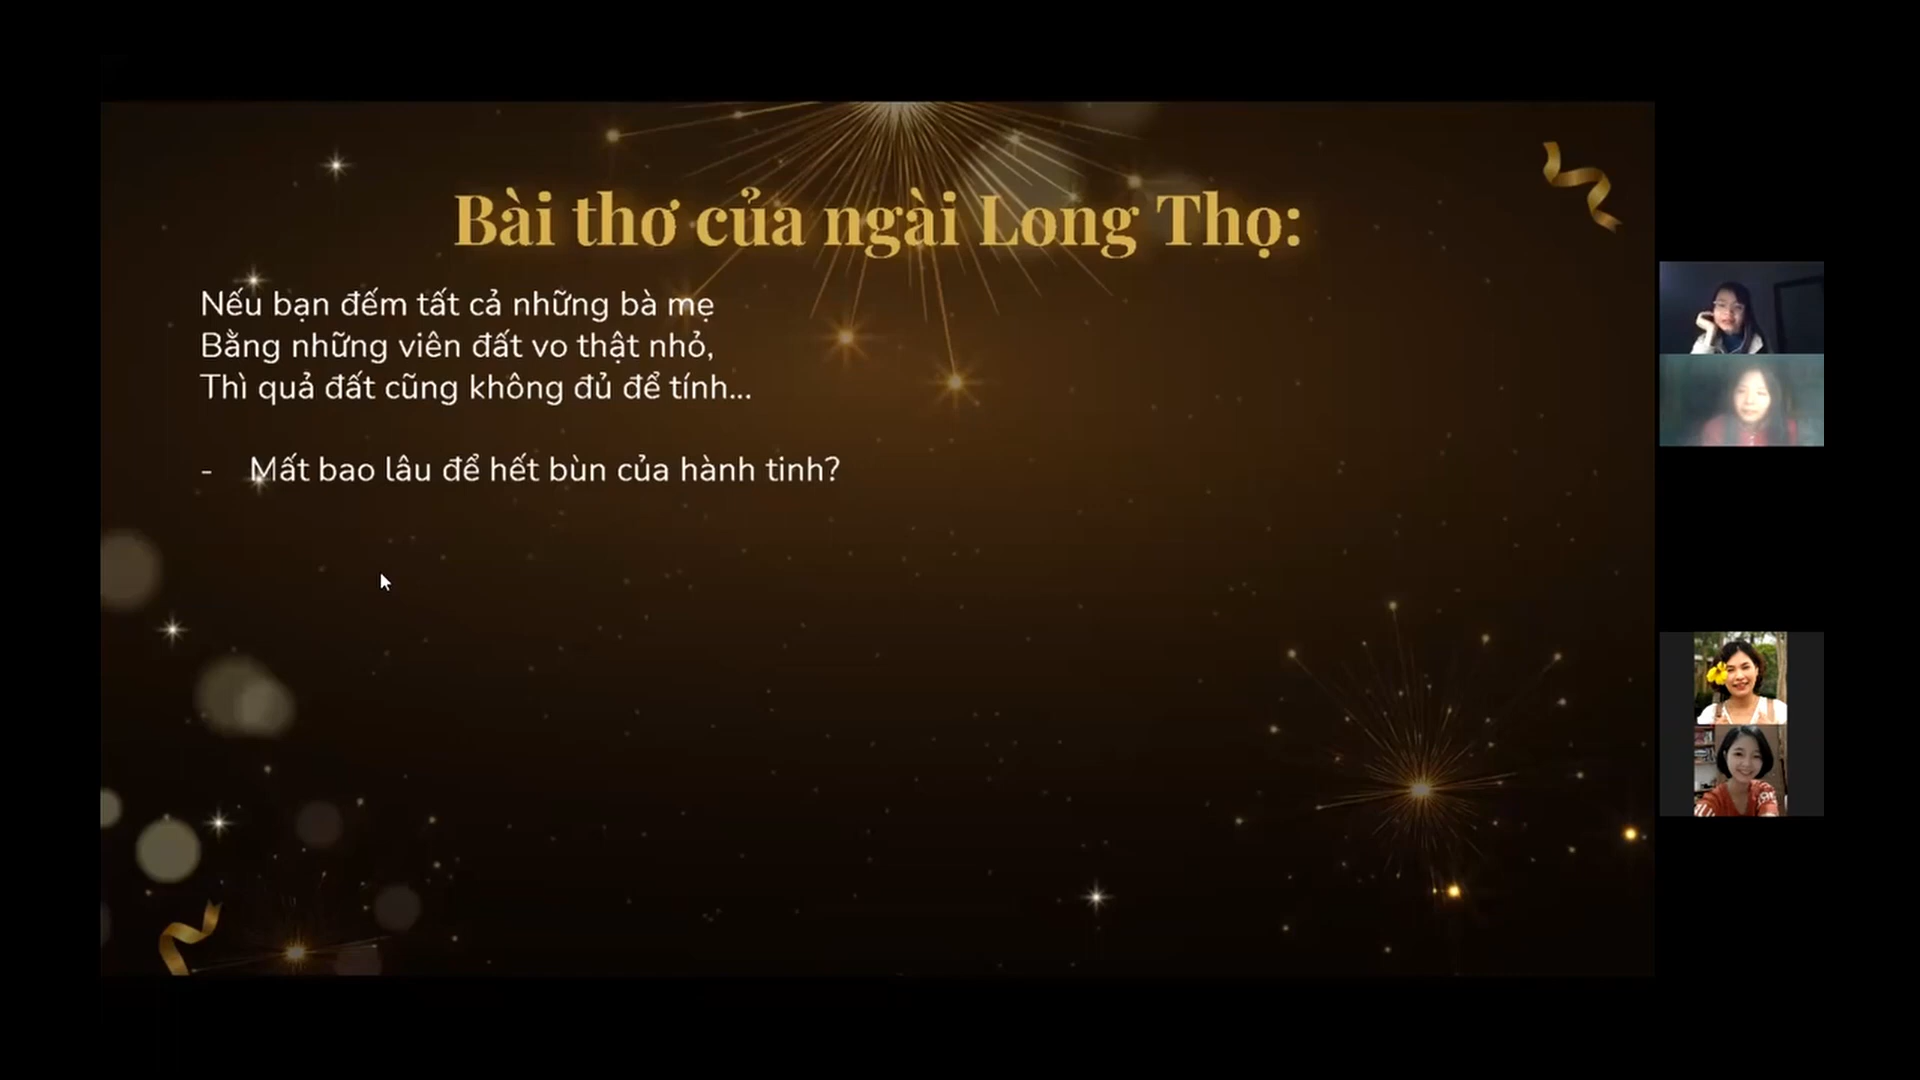 Bài thơ của ngài Long Thọ:
Nếu bạn đếm tất cả những bà mẹ
Bằng những viên đất vo thật nhỏ,
Thì quả đất cũng không đủ để tính...
- Mất bao lâu để hết bùn của hành tinh?